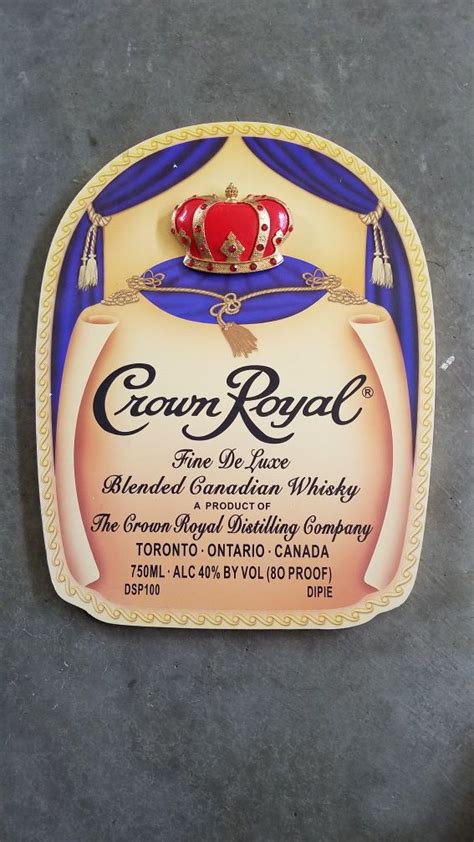 Crown Royal®
Fine De Luxe
Blended Canadian Whisky
A PRODUCT OF
The Crown Royal Distilling Company
TORONTO · ONTARIO · CANADA
750ML · ALC 40% BY VOL (80 PROOF)
DSP100 DIPIE